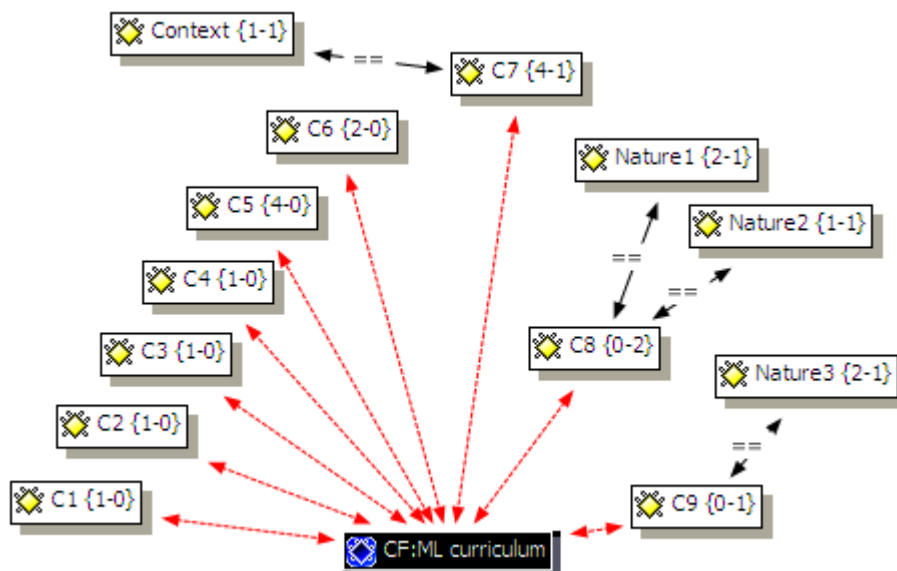 Context {1-1}
==
C7 {4-1}
C6 {2-0}
Nature1 {2-1}
C5 {4-0}
Nature2 {1-1}
==
C4 {1-0}
==
C3 {1-0}
C8 {0-2}
Nature3 {2-1}
C2 {1-0}
==
C1 {1-0}
C9 {0-1}
CF:ML curriculum